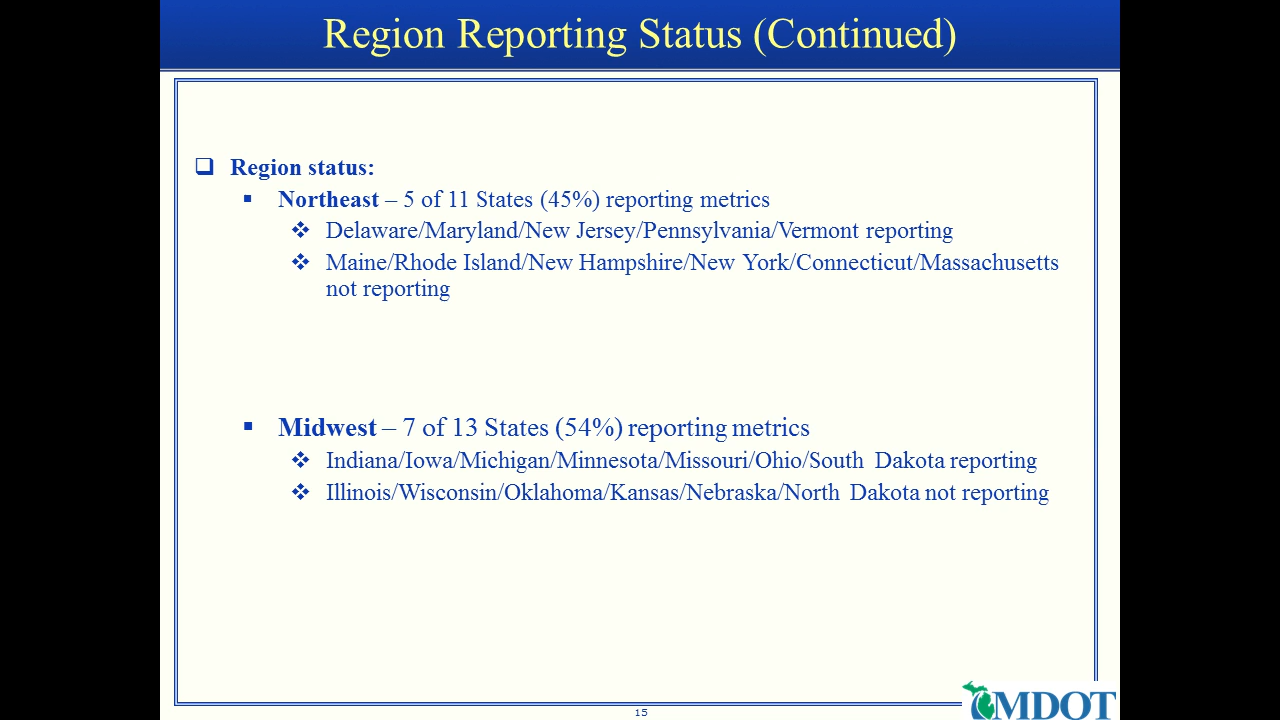 Region Reporting Status (Continued)
Region status:
Northeast – 5 of 11 States (45%) reporting metrics
Delaware/Maryland/New Jersey/Pennsylvania/Vermont reporting
Maine/Rhode Island/New Hampshire/New York/Connecticut/Massachusetts
not reporting
Midwest – 7 of 13 States (54%) reporting metrics
Indiana/Iowa/Michigan/Minnesota/Missouri/Ohio/South Dakota reporting
Illinois/Wisconsin/Oklahoma/Kansas/Nebraska/North Dakota not reporting
15
MDOT